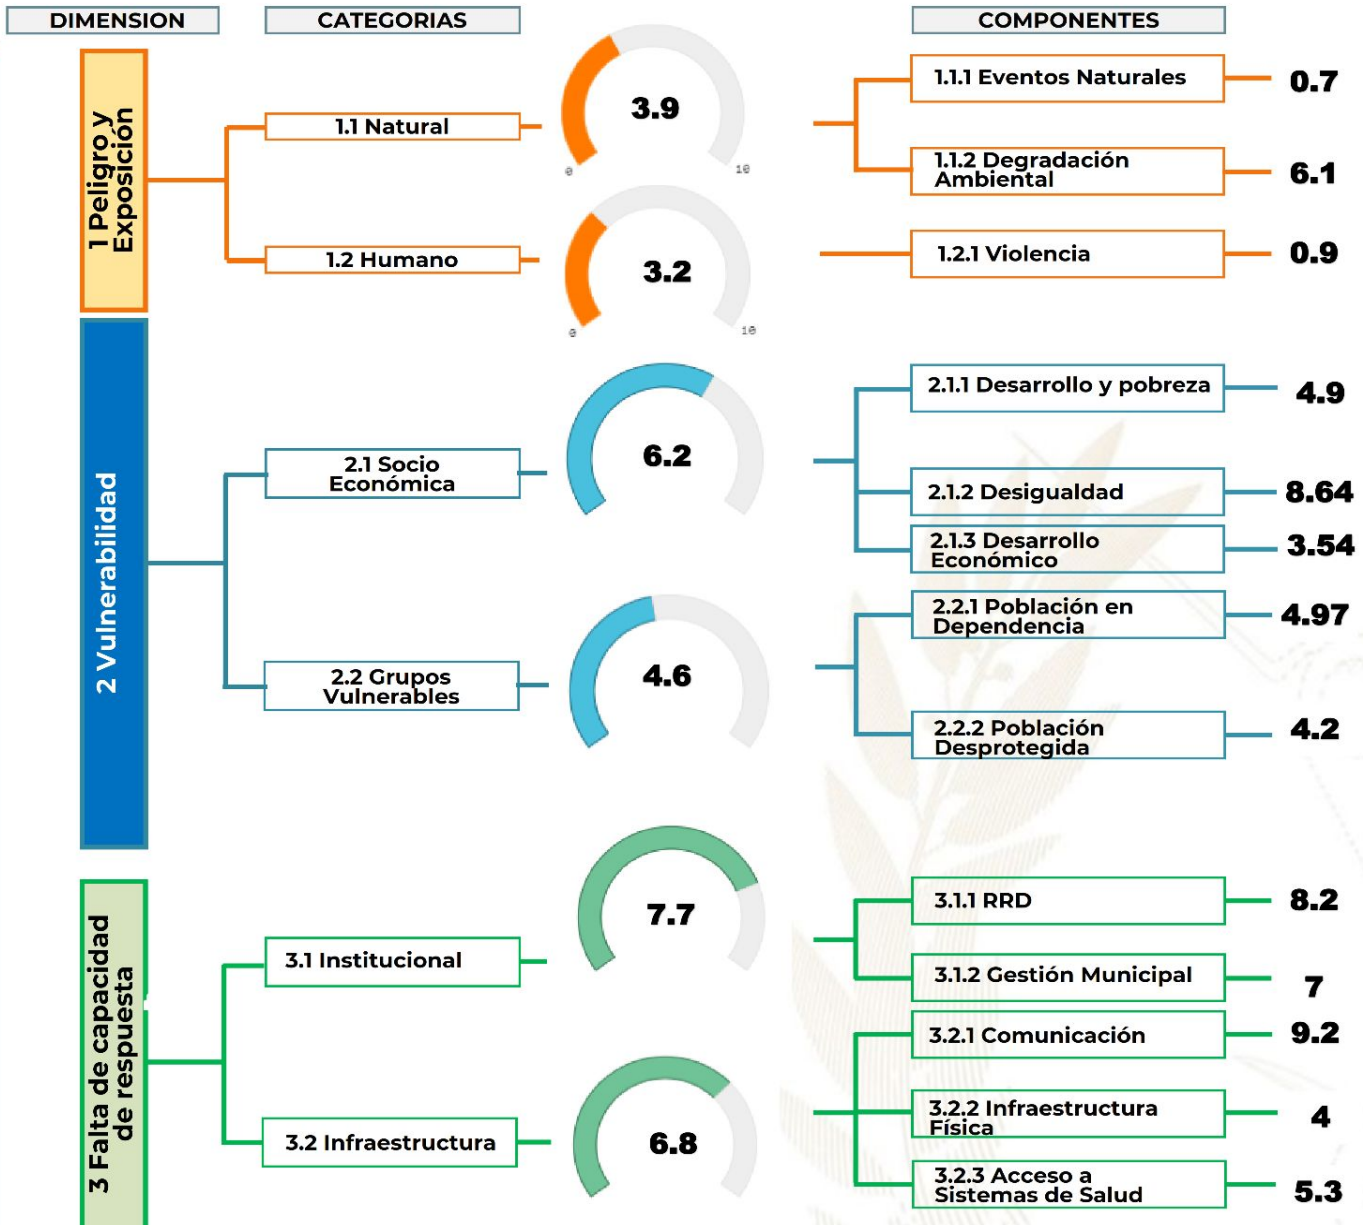 DIMENSION
CATEGORIAS
COMPONENTES
1 Peligro y
Exposición
1.1 Natural
3.9
0
10
1.1.1 Eventos Naturales
0.7
1.1.2 Degradación
Ambiental
6.1
1.2 Humano
3.2
0
10
1.2.1 Violencia
0.9
2 Vulnerabilidad
2.1 Socio
Económica
6.2
2.1.1 Desarrollo y pobreza
4.9
2.1.2 Desigualdad
8.64
2.1.3 Desarrollo
Económico
3.54
2.2 Grupos
Vulnerables
4.6
2.2.1 Población en
Dependencia
4.97
2.2.2 Población
Desprotegida
4.2
3 Falta de capacidad
de respuesta
3.1 Institucional
7.7
3.1.1 RRD
8.2
3.1.2 Gestión Municipal
7
3.2 Infraestructura
6.8
3.2.1 Comunicación
9.2
3.2.2 Infraestructura
Física
4
3.2.3 Acceso a
Sistemas de Salud
5.3